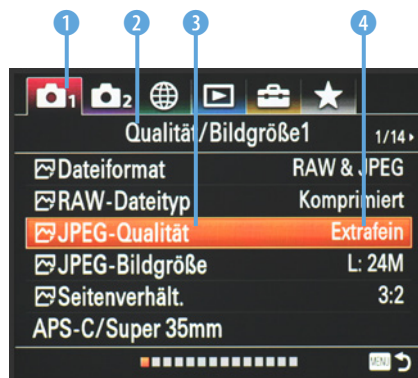 1 2 3 4
1 2
Qualität/Bildgröße1 1/14
Dateiformat RAW & JPEG
RAW-Dateityp Komprimiert
JPEG-Qualität Extrafein
JPEG-Bildgröße L: 24M
Seitenverhält. 3:2
APS-C/Super 35mm
MENU